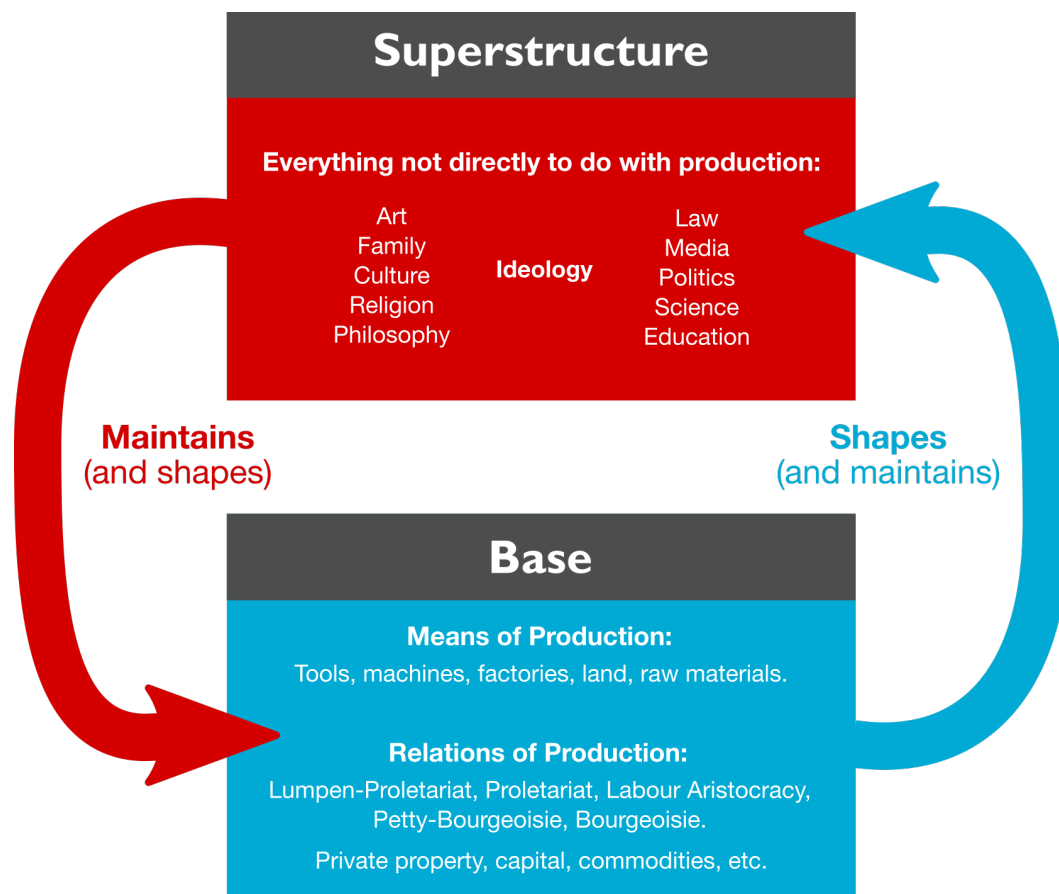 Superstructure
Everything not directly to do with production:
Art
Family
Culture
Religion
Philosophy
Ideology
Law
Media
Politics
Science
Education
Maintains
(and shapes)
Shapes
(and maintains)
Base
Means of Production:
Tools, machines, factories, land, raw materials.
Relations of Production:
Lumpen-Proletariat, Proletariat, Labour Aristocracy,
Petty-Bourgeoisie, Bourgeoisie.
Private property, capital, commodities, etc.